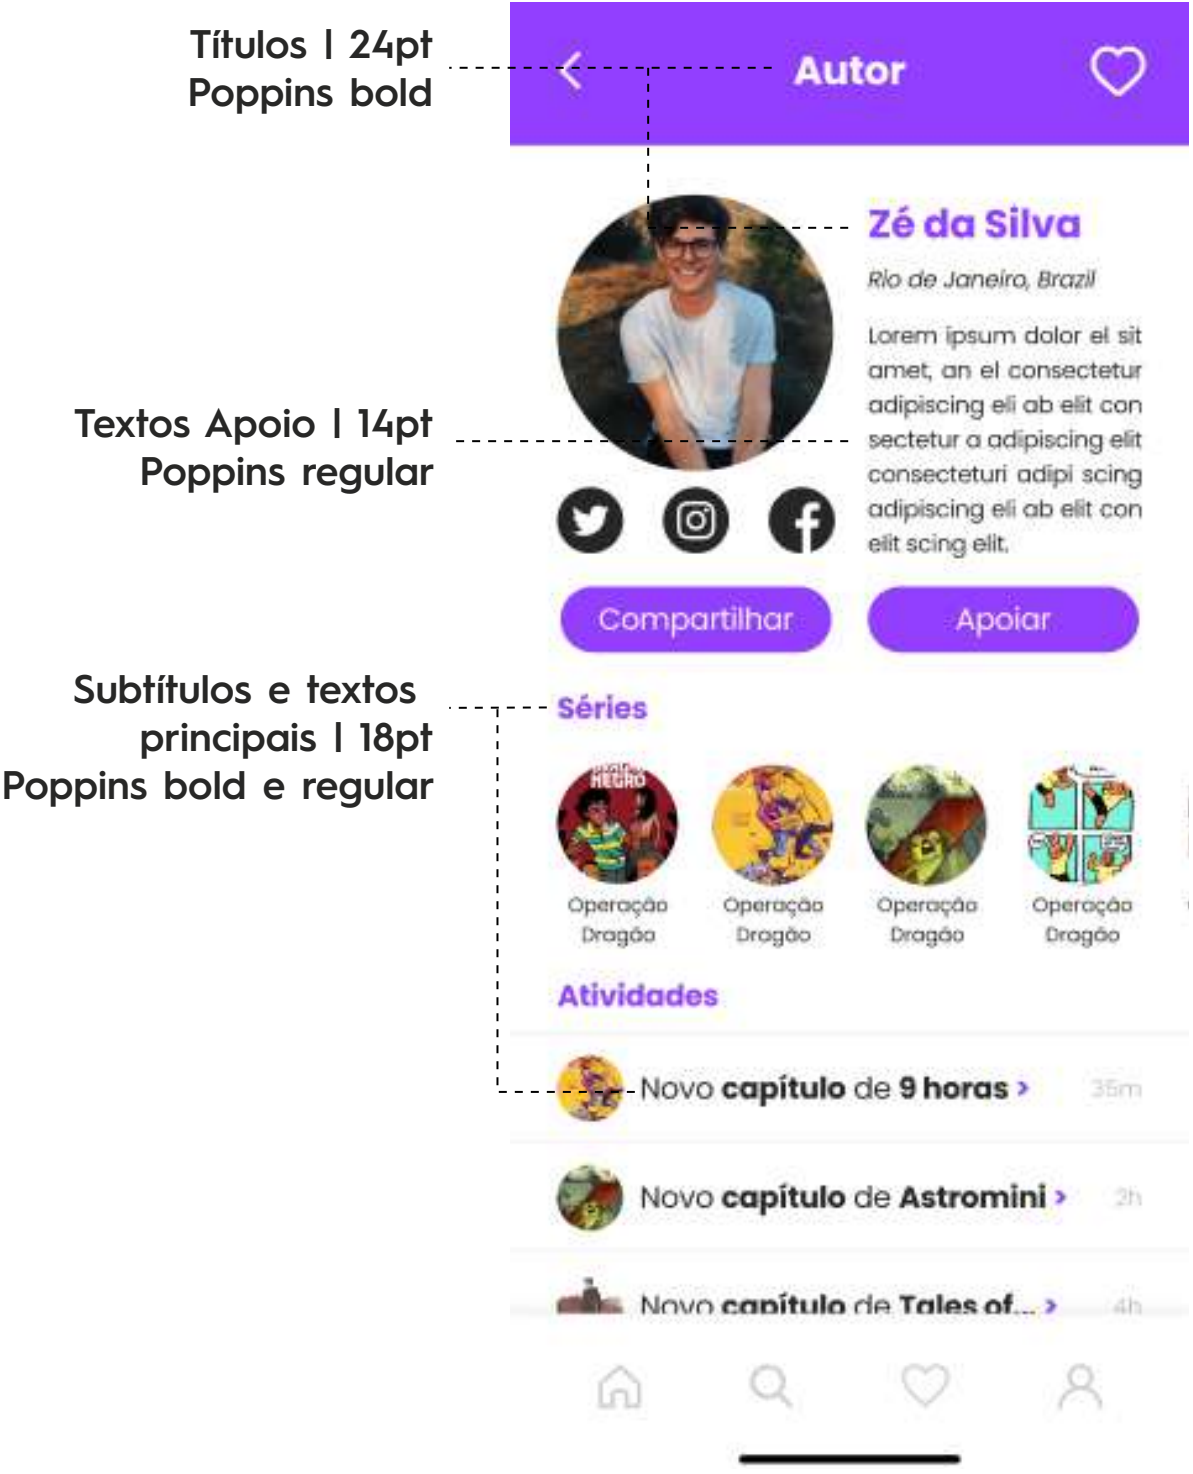 Títulos | 24pt
Poppins bold
Autor
Zé da Silva
Rio de Janeiro, Brazil
Lorem ipsum dolor el sit
amet, an el consectetur
adipiscing eli ab elit con
sectetur a adipiscing elit
consecteturi adipi scing
adipiscing eli ab elit con
elit scing elit.
Textos Apoio | 14pt
Poppins regular
Compartilhar
Apoiar
Subtítulos e textos
principais | 18pt
Poppins bold e regular
Séries
NEGRO
Operação
Dragão
Operação
Dragão
Operação
Dragão
Operação
Dragão
Atividades
Novo capítulo de 9 horas > 35m
Novo capítulo de Astromini > 2h
Novo capítulo de Tales of... > 4h